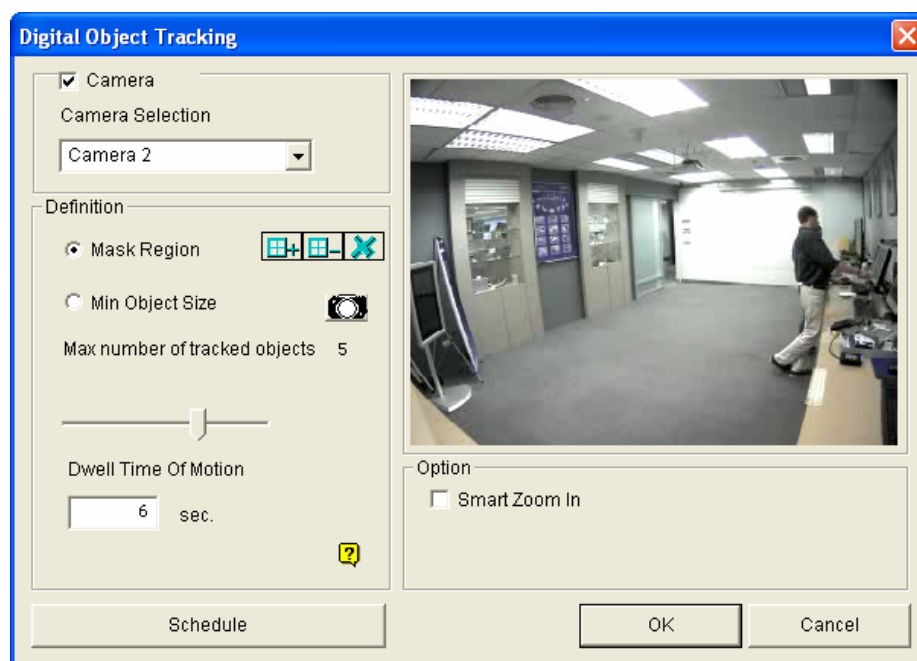 Digital Object Tracking
Camera
Camera Selection
Camera 2
Definition
Mask Region
Min Object Size
Max number of tracked objects 5
Dwell Time Of Motion
6 sec.
?
Schedule
Option
Smart Zoom In
OK
Cancel